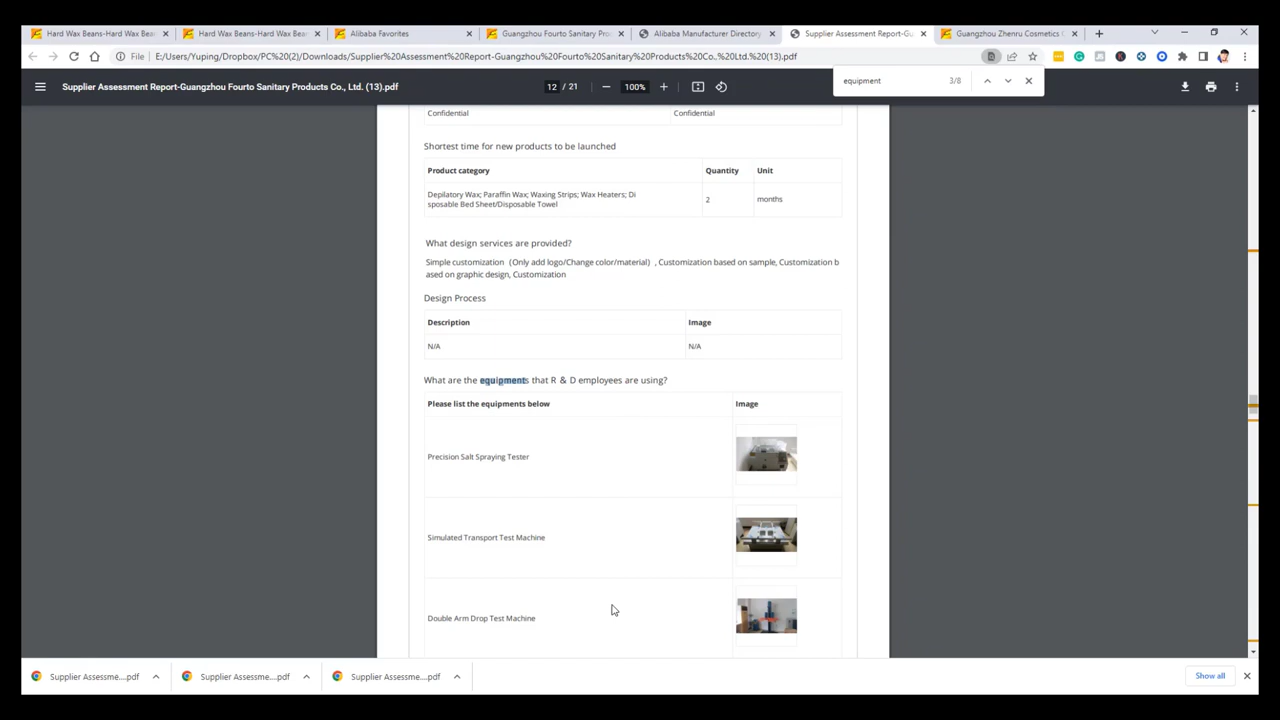 Hard Wax Beans-Hard Wax Bea
Hard Wax Beans-Hard Wax Bea
Alibaba Favorites
Guangzhou Fourto Sanitary Pro
Alibaba Manufacturer Directory
Supplier Assessment Report-Gu
Guangzhou Zhenru Cosmetics C
File
E:/Users/Yuping/Dropbox/PC%20(2)/Downloads/Supplier%20Assessment%20Report-Guangzhou%20Fourto%20Sanitary%20Products%20Co.,%20Ltd.%20(13).pdf
equipment
3/8
Supplier Assessment Report-Guangzhou Fourto Sanitary Products Co., Ltd. (13).pdf
12 / 21
100%
Confidential Confidential
Shortest time for new products to be launched
Product category Quantity Unit
Depilatory Wax; Paraffin Wax; Waxing Strips; Wax Heaters; Di
sposable Bed Sheet/Disposable Towel
2 months
What design services are provided?
Simple customization（Only add logo/Change color/material）, Customization based on sample, Customization b
ased on graphic design, Customization
Design Process
Description Image
N/A N/A
What are the equipments that R & D employees are using?
Please list the equipments below Image
Precision Salt Spraying Tester
Simulated Transport Test Machine
Double Arm Drop Test Machine
Supplier Assesme....pdf
Supplier Assessme....pdf
Supplier Assessme....pdf
Show all